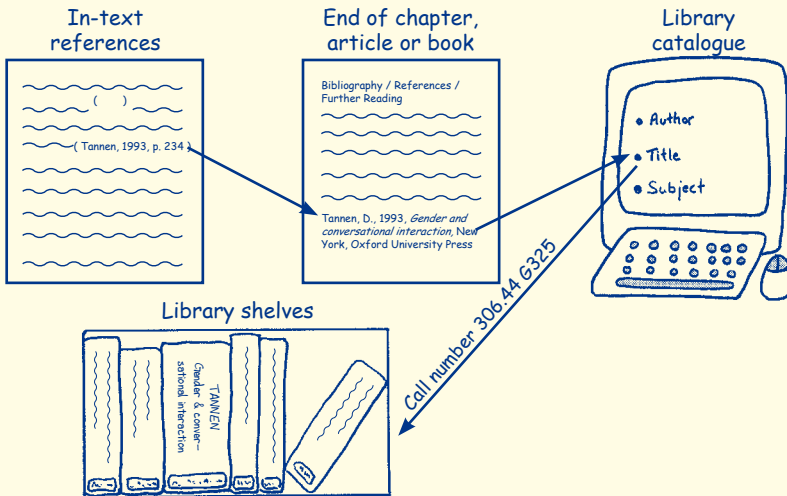 In-text
references
End of chapter,
article or book
Library
catalogue
(     )
( Tannen, 1993, p. 234 )
Bibliography / References /
Further Reading
Tannen, D., 1993, Gender and
conversational interaction, New
York, Oxford University Press
• Author
• Title
• Subject
Call number 306.44 G325
Library shelves
TANNEN
Gender & conver-
sational interaction